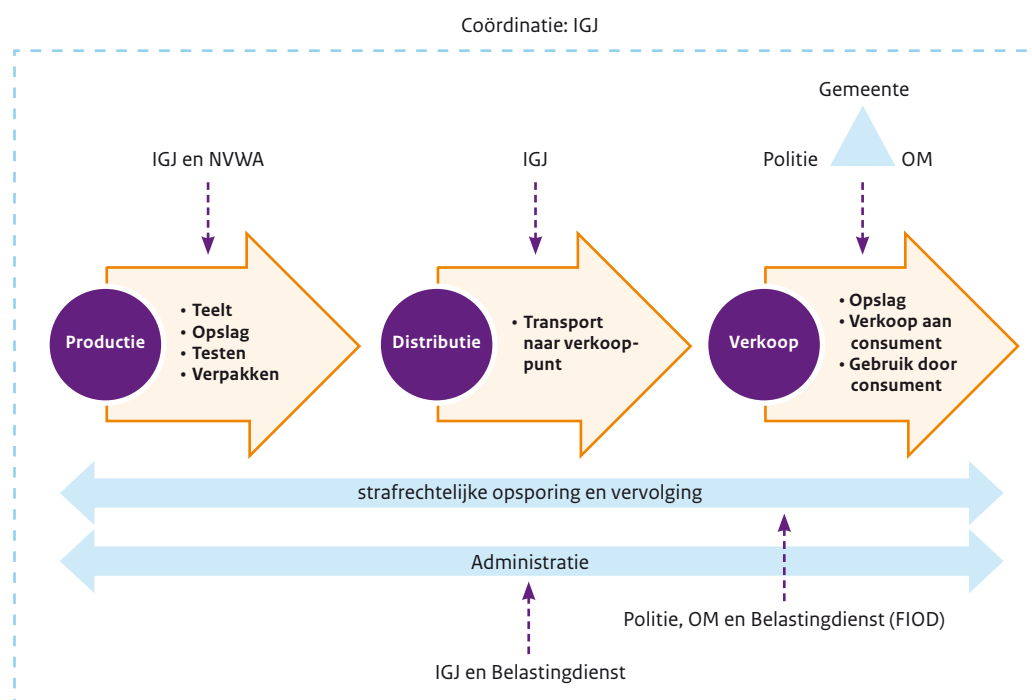 Coördinatie: IGJ
Gemeente
IGJ en NVWA
IGJ
Politie
OM
Productie
• Teelt
• Opslag
• Testen
• Verpakken
Distributie
• Transport
naar verkoop-
punt
Verkoop
• Opslag
• Verkoop aan
consument
• Gebruik door
consument
strafrechtelijke opsporing en vervolging
Administratie
Politie, OM en Belastingdienst (FIOD)
IGJ en Belastingdienst